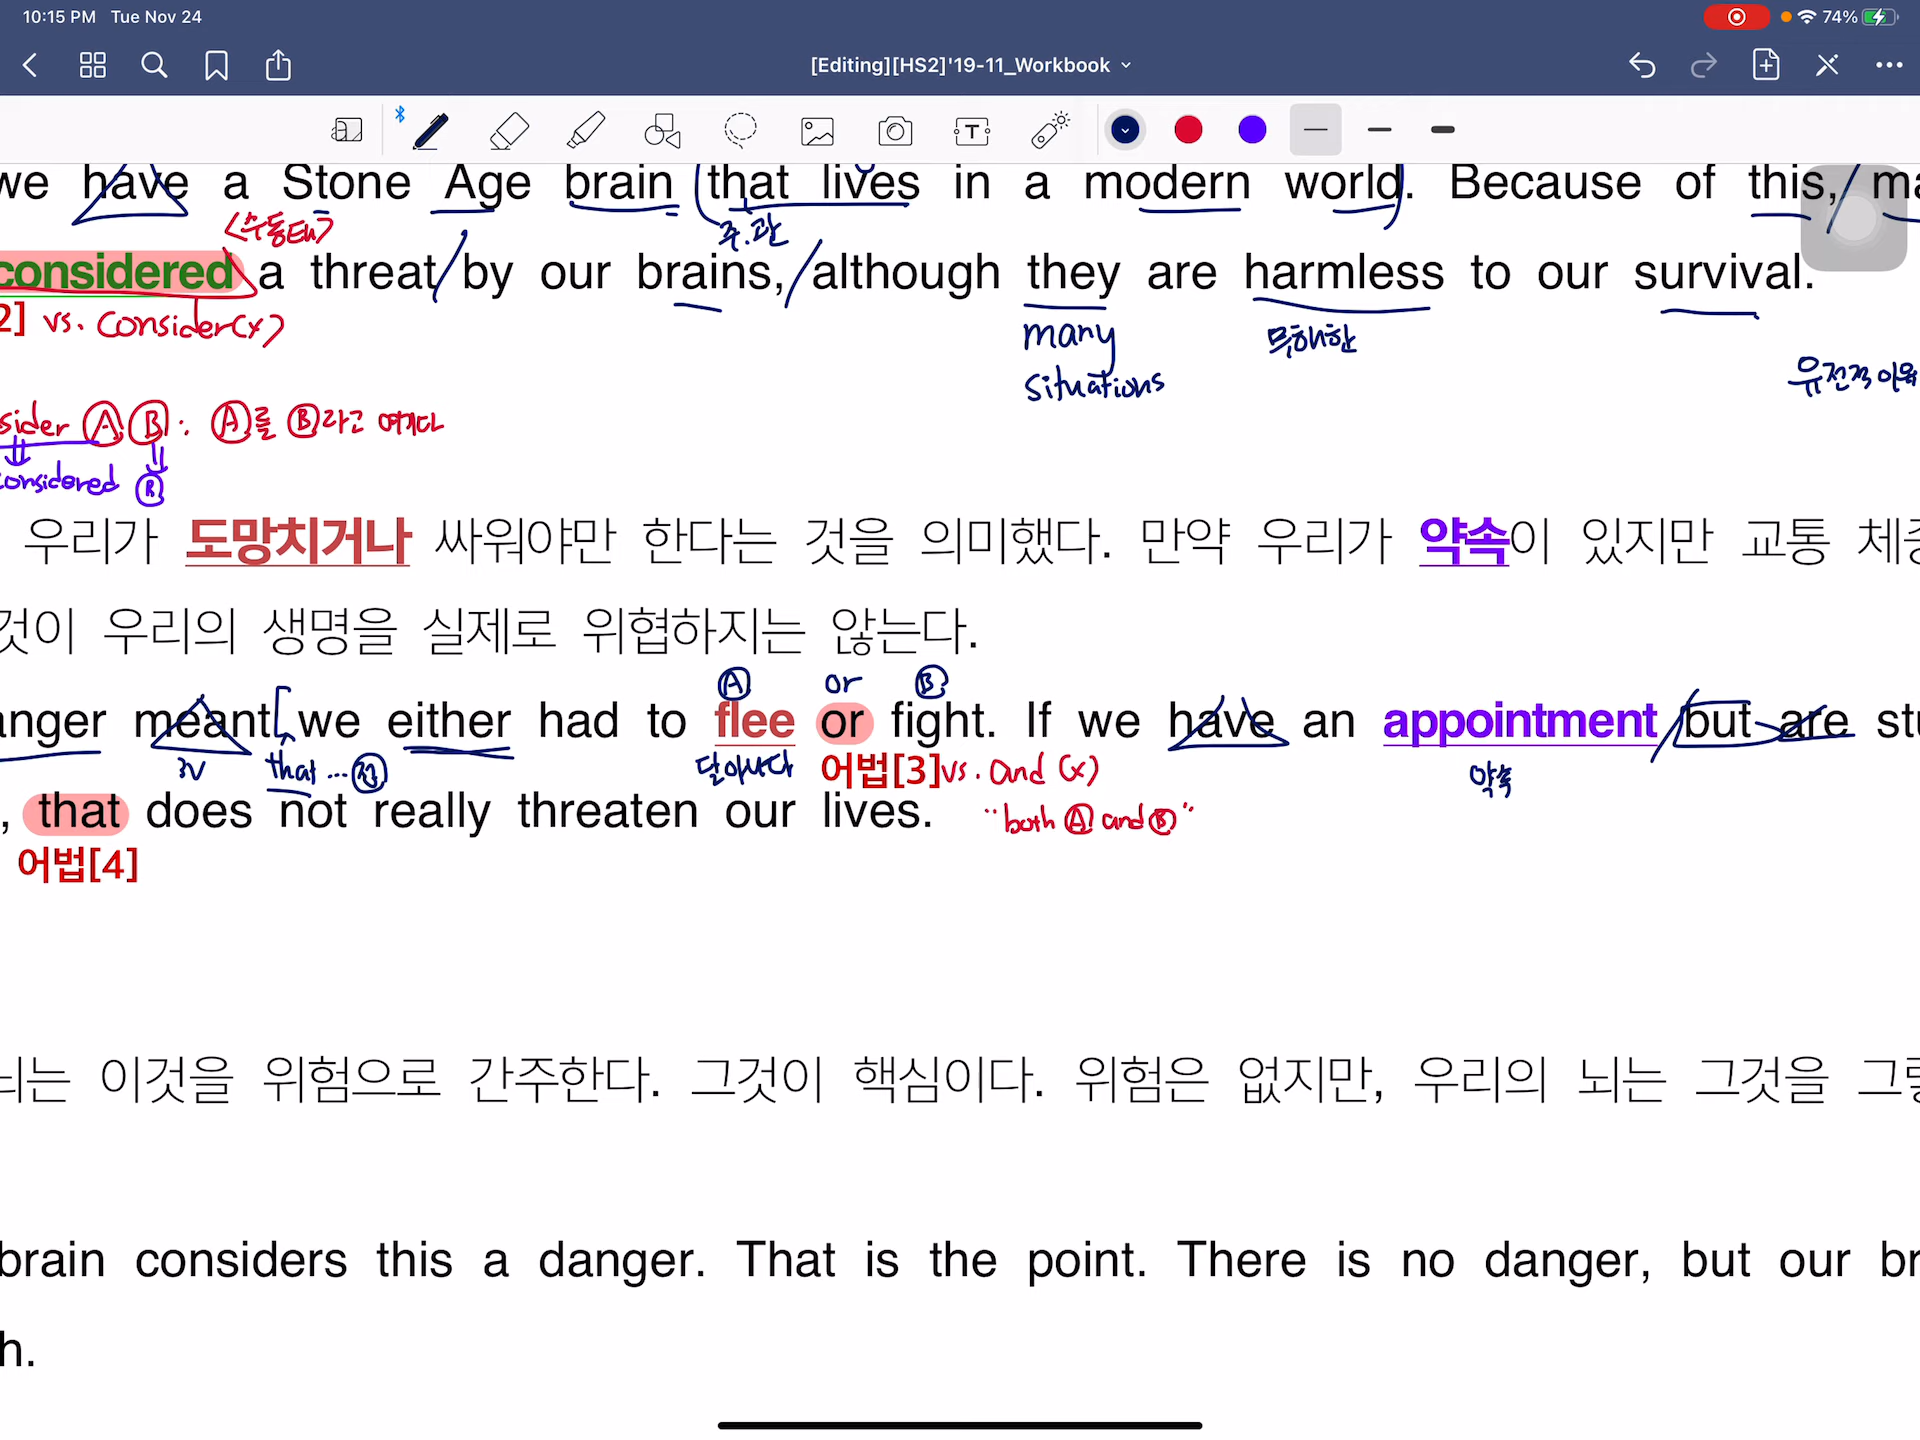 10:15 PM Tue Nov 24
74%
[Editing][HS2]'19-11_Workbook
we have a Stone Age brain (that lives in a modern world). Because of this, / ma
<수동태>
주.관
considered a threat / by our brains, / although they are harmless to our survival.
2] vs. consider(x)
many situations
무해한
유전적
sider Ⓐ Ⓑ : Ⓐ를 Ⓑ라고 여기다
onsidered Ⓑ
우리가 도망치거나 싸워야만 한다는 것을 의미했다. 만약 우리가 약속이 있지만 교통 체증
것이 우리의 생명을 실제로 위협하지는 않는다.
Ⓐ or Ⓑ
anger meant [we either had to flee or fight. If we have an appointment / but are stu
that ... 달아나다 어법[3] vs. and (x) 약속
, that does not really threaten our lives.
"both Ⓐ and Ⓑ"
어법[4]
뇌는 이것을 위험으로 간주한다. 그것이 핵심이다. 위험은 없지만, 우리의 뇌는 그것을 그렇
brain considers this a danger. That is the point. There is no danger, but our br
h.